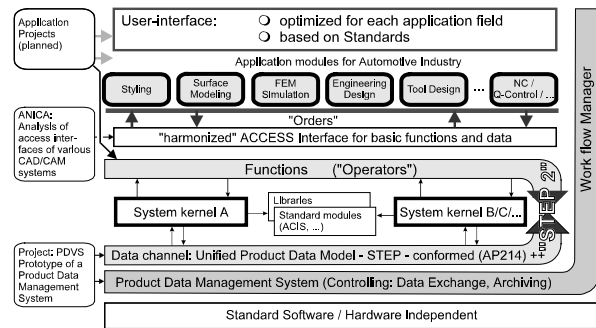 Application
Projects
(planned)
User-interface:
❍ optimized for each application field
❍ based on Standards
Application modules for Automotive Industry
Styling
Surface
Modeling
FEM
SImulation
Engineering
Design
Tool Design
...
NC /
Q-Control / ...
"Orders"
ANICA:
Analysis of
access inter-
faces of various
CAD/CAM
systems
"harmonized" ACCESS Interface for basic functions and data
Functions ("Operators")
System kernel A
LIbraries
Standard modules
(ACIS, ...)
System kernel B/C/...
++"STEP 2"
Work flow Manager
Project: PDVS
Prototype of a
Product Data
Management
System
Data channel: Unified Product Data Model - STEP - conformed (AP214)
Product Data Management System (Controlling: Data Exchange, Archiving)
Standard Software / Hardware Independent